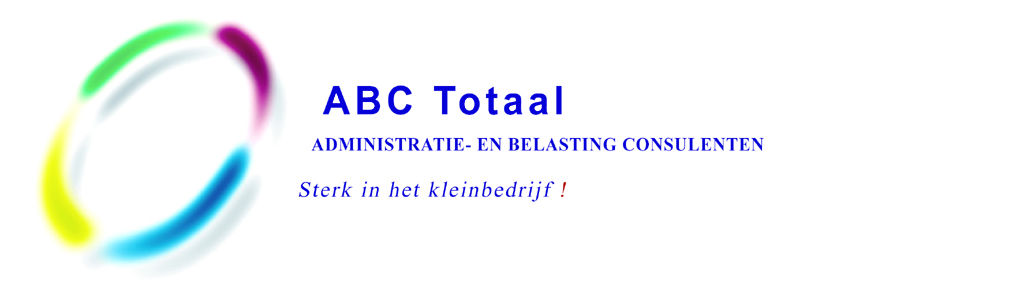 ABC Totaal
ADMINISTRATIE- EN BELASTING CONSULENTEN
Sterk in het kleinbedrijf !